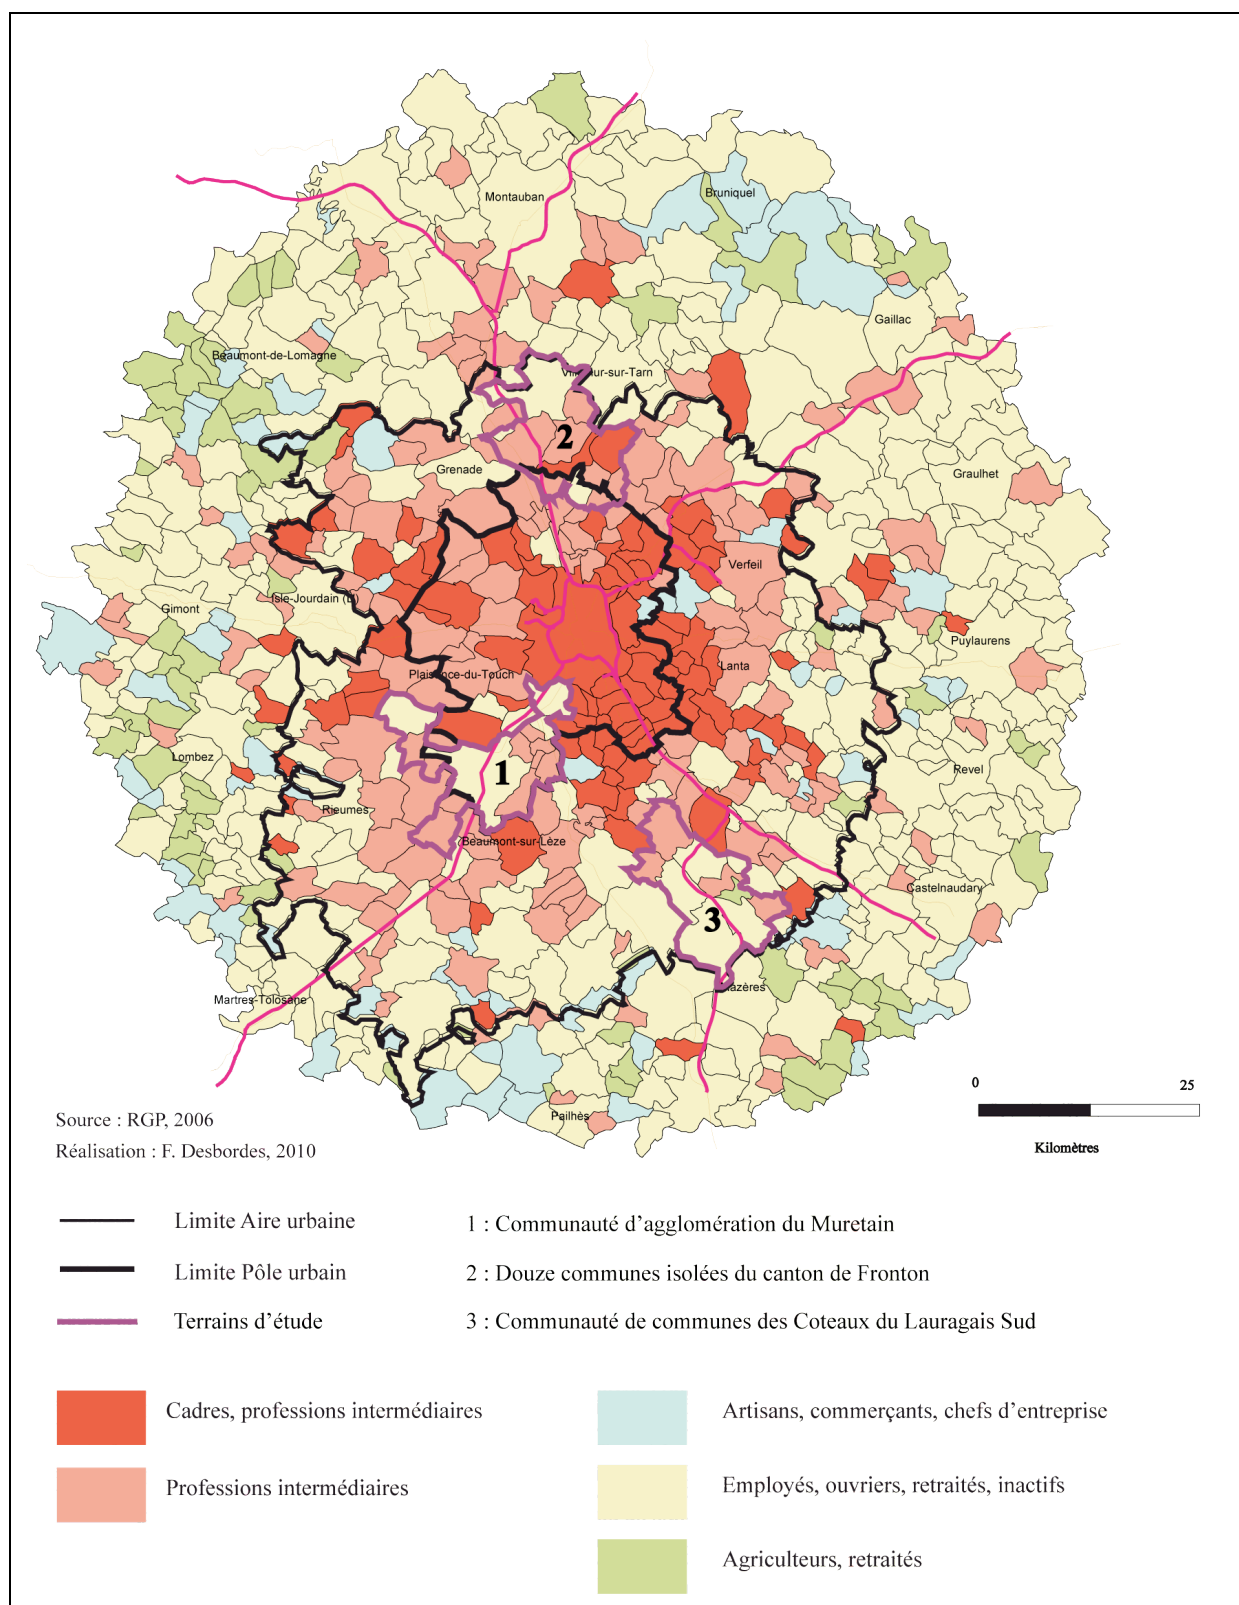 Montauban
Bruniquel
Gaillac
Beaumont-de-Lomagne
2
Grenade
Graulhet
Verfeil
Isle-Jourdain (L')
Gimont
Puylaurens
Lanta
Plaisance-du-Touch
Lombez
Revel
1
Rieumes
Beaumont-sur-Lèze
Castelnaudary
3
Martres-Tolosane
Pailhès
0 25
Kilomètres
Source : RGP, 2006
Réalisation : F. Desbordes, 2010
Limite Aire urbaine
Limite Pôle urbain
Terrains d'étude
1 : Communauté d'agglomération du Muretain
2 : Douze communes isolées du canton de Fronton
3 : Communauté de communes des Coteaux du Lauragais Sud
Cadres, professions intermédiaires
Professions intermédiaires
Artisans, commerçants, chefs d'entreprise
Employés, ouvriers, retraités, inactifs
Agriculteurs, retraités